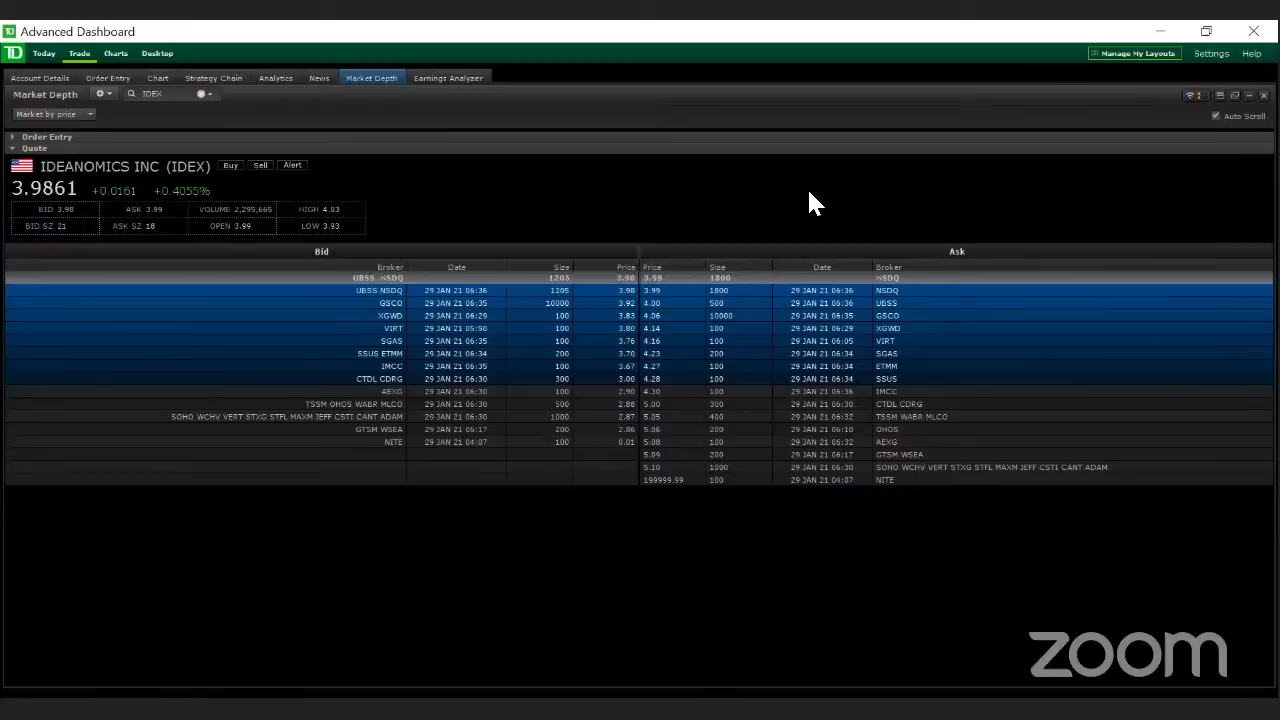 TD Advanced Dashboard
TD Today Trade Charts Desktop Manage My Layouts Settings Help
Account Details Order Entry Chart Strategy Chain Analytics News Market Depth Earnings Analyzer
Market Depth IDEX
Market by price Auto Scroll
Order Entry
Quote
IDEANOMICS INC (IDEX) Buy Sell Alert
3.9861 +0.0161 +0.4055%
BID 3.98 ASK 3.99 VOLUME 2,295,665 HIGH 4.03
BID SZ 21 ASK SZ 18 OPEN 3.99 LOW 3.93
Bid Ask
Broker Date Size Price Price Size Date Broker
UBSS NSDQ 1205 3.98 3.99 1800 NSDQ
UBSS NSDQ 29 JAN 21 06:36 1205 3.98 3.99 1800 29 JAN 21 06:36 NSDQ
GSCO 29 JAN 21 06:35 10000 3.92 4.00 500 29 JAN 21 06:36 UBSS
XGWD 29 JAN 21 06:29 100 3.83 4.06 10000 29 JAN 21 06:35 GSCO
VIRT 29 JAN 21 05:50 100 3.80 4.14 100 29 JAN 21 06:29 XGWD
SGAS 29 JAN 21 06:35 100 3.76 4.16 100 29 JAN 21 06:05 VIRT
SSUS ETMM 29 JAN 21 06:34 200 3.70 4.23 200 29 JAN 21 06:34 SGAS
IMCC 29 JAN 21 06:35 100 3.67 4.27 100 29 JAN 21 06:34 ETMM
CTDL CDRG 29 JAN 21 06:30 300 3.00 4.28 100 29 JAN 21 06:34 SSUS
AEXG 29 JAN 21 06:30 100 2.90 4.30 100 29 JAN 21 06:36 IMCC
TSSM OHOS WABR MLCO 29 JAN 21 06:30 500 2.88 5.00 300 29 JAN 21 06:30 CTDL CDRG
SOHO WCHV VERT STXG STFL MAXM JEFF CSTI CANT ADAM 29 JAN 21 06:30 1000 2.87 5.05 400 29 JAN 21 06:32 TSSM WABR MLCO
GTSM WSEA 29 JAN 21 06:17 200 2.86 5.06 200 29 JAN 21 06:10 OHOS
NITE 29 JAN 21 04:07 100 0.01 5.08 100 29 JAN 21 06:32 AEXG
5.09 200 29 JAN 21 06:17 GTSM WSEA
5.10 1000 29 JAN 21 06:30 SOHO WCHV VERT STXG STFL MAXM JEFF CSTI CANT ADAM
199999.99 100 29 JAN 21 04:07 NITE
zoom